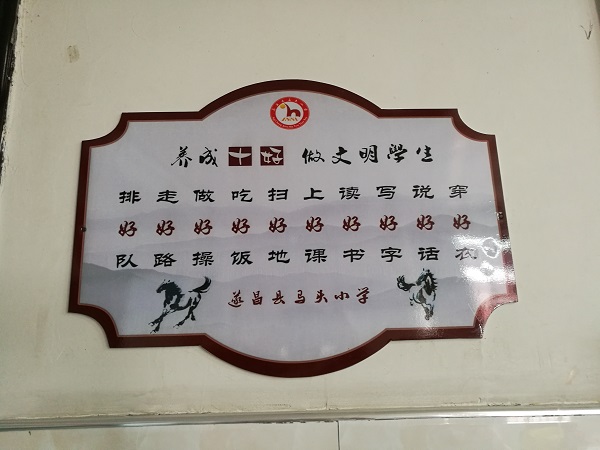 养成十好 做文明學生
排走做吃扫上读写说穿
好好好好好好好好好好
队路操饭地课书字话衣
遂昌县马头小学